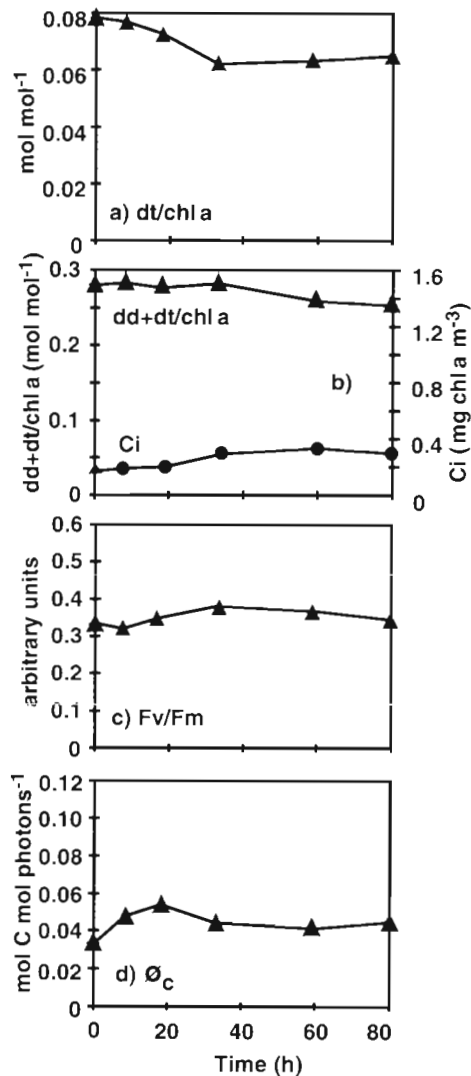 0.08
0.06
0.04
0.02
0
mol mol-1
a) dt/chl a
0.3
0.2
0.1
0
dd+dt/chl a (mol mol-1)
dd+dt/chl a
b)
Ci
1.6
1.2
0.8
0.4
0
Ci (mg chl a m-3)
0.6
0.5
0.4
0.3
0.2
0.1
0
arbitrary units
c) Fv/Fm
0.12
0.10
0.08
0.06
0.04
0.02
0
mol C mol photons-1
d) Øc
0 20 40 60 80
Time (h)